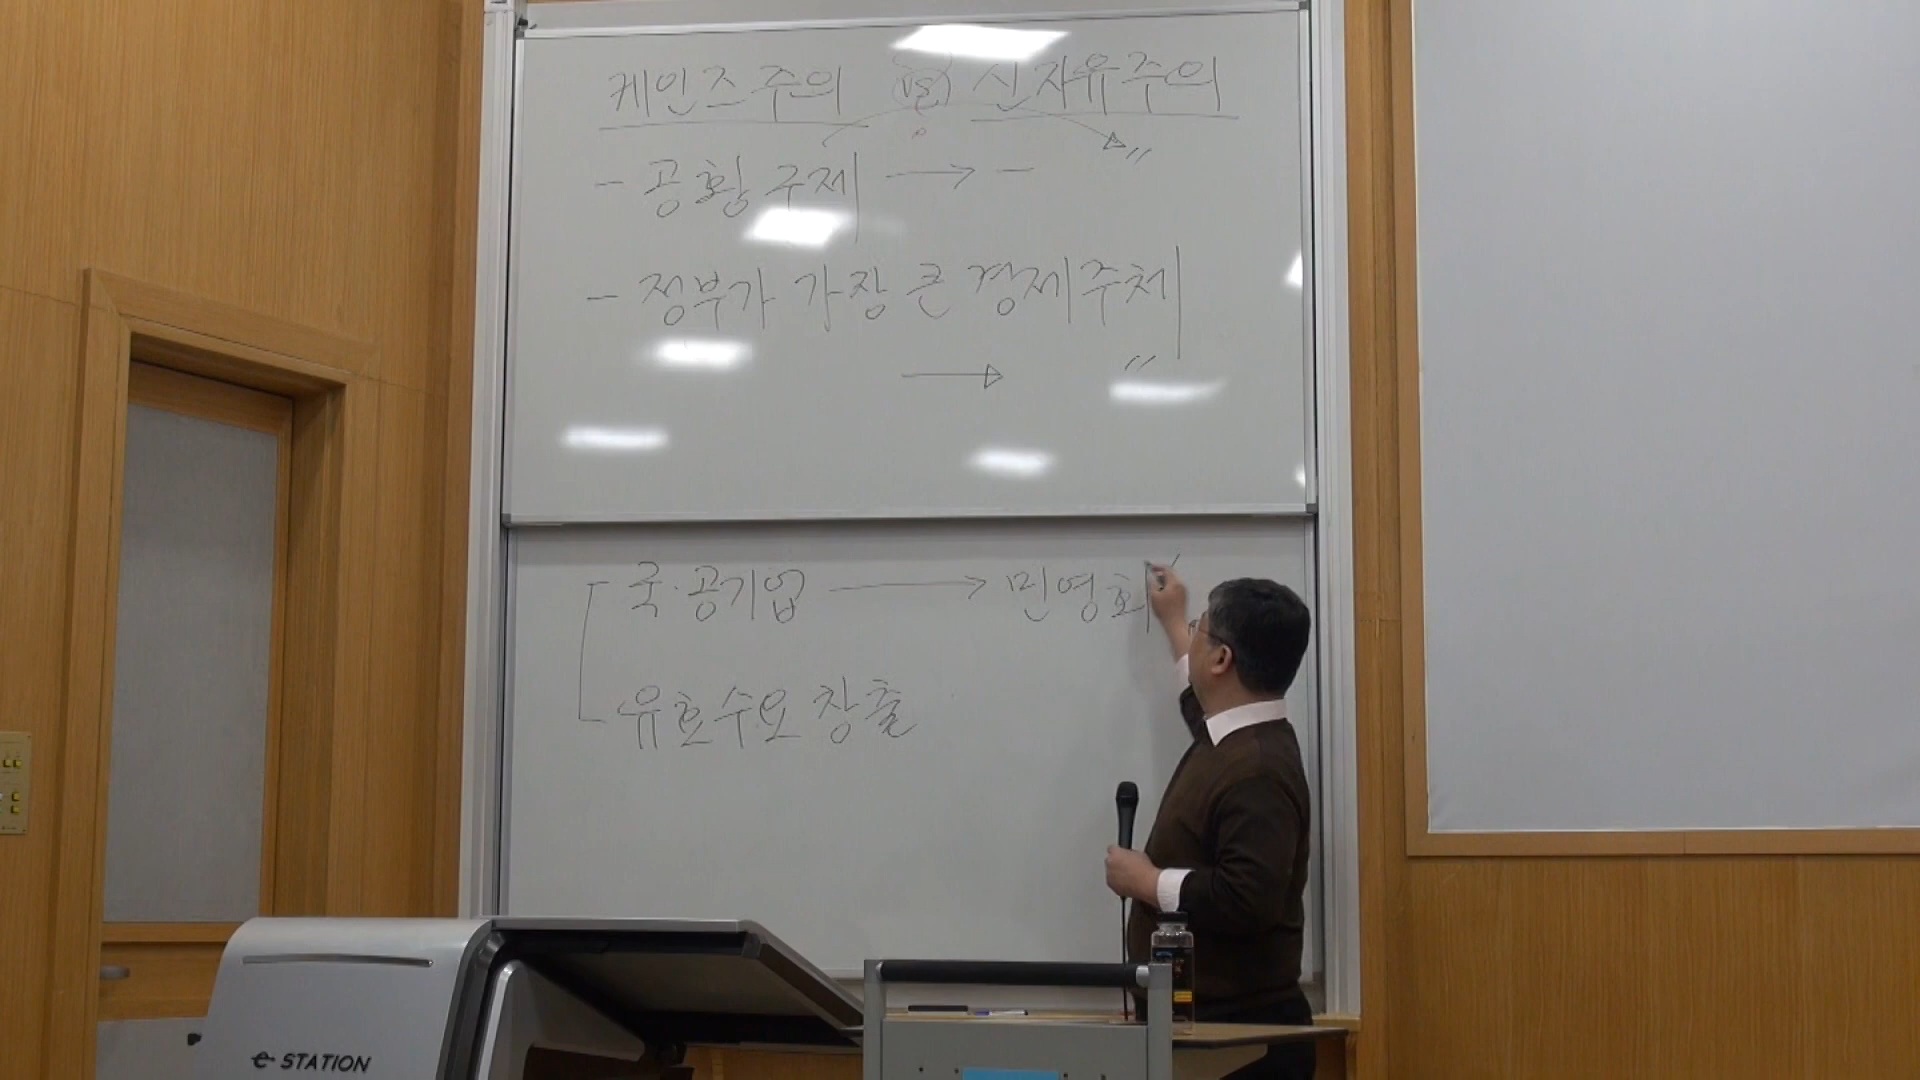 케인즈주의 vs. 신자유주의
- 공황구제 → - 〃
- 정부가 가장 큰 경제주체
→ 〃
국·공기업 → 민영화
유효수요 창출
e-STATION